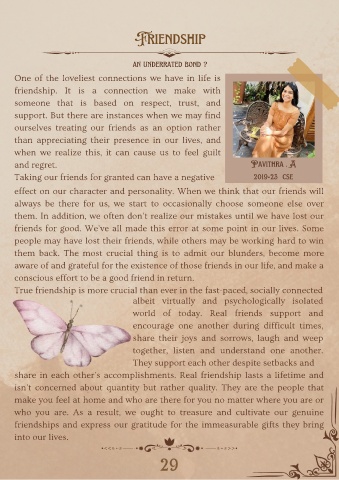 FRIENDSHIP
AN UNDERRATED BOND ?
One of the loveliest connections we have in life is
friendship. It is a connection we make with
someone that is based on respect, trust, and
support. But there are instances when we may find
ourselves treating our friends as an option rather
than appreciating their presence in our lives, and
when we realize this, it can cause us to feel guilt
and regret.
PAVITHRA A
2019-23 CSE
Taking our friends for granted can have a negative
effect on our character and personality. When we think that our friends will
always be there for us, we start to occasionally choose someone else over
them. In addition, we often don't realize our mistakes until we have lost our
friends for good. We've all made this error at some point in our lives. Some
people may have lost their friends, while others may be working hard to win
them back. The most crucial thing is to admit our blunders, become more
aware of and grateful for the existence of those friends in our life, and make a
conscious effort to be a good friend in return.
True friendship is more crucial than ever in the fast-paced, socially connected
albeit virtually and psychologically isolated
world of today. Real friends support and
encourage one another during difficult times,
share their joys and sorrows, laugh and weep
together, listen and understand one another.
They support each other despite setbacks and
share in each other's accomplishments. Real friendship lasts a lifetime and
isn't concerned about quantity but rather quality. They are the people that
make you feel at home and who are there for you no matter where you are or
who you are. As a result, we ought to treasure and cultivate our genuine
friendships and express our gratitude for the immeasurable gifts they bring
into our lives.
29